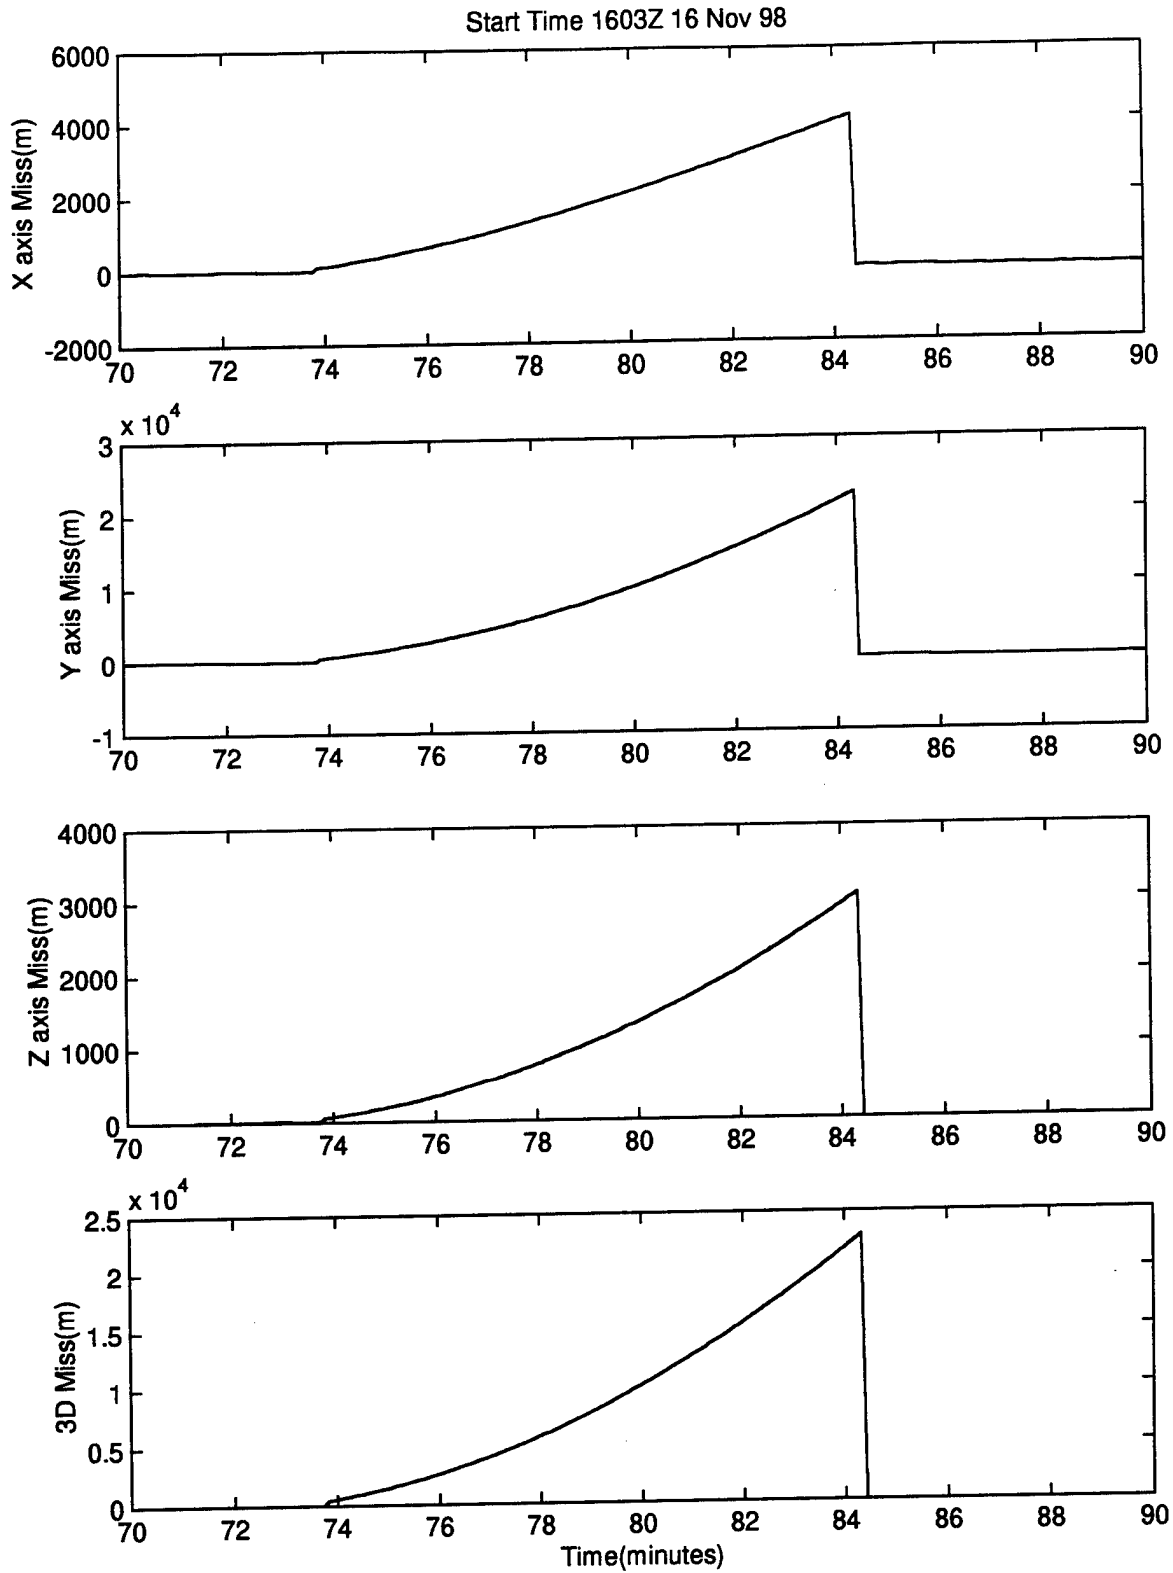 Start Time 1603Z 16 Nov 98
6000
4000
2000
0
-2000
X axis Miss(m)
70 72 74 76 78 80 82 84 86 88 90
x 10^4
3
2
1
0
-1
Y axis Miss(m)
70 72 74 76 78 80 82 84 86 88 90
4000
3000
2000
1000
0
Z axis Miss(m)
70 72 74 76 78 80 82 84 86 88 90
x 10^4
2.5
2
1.5
1
0.5
0
3D Miss(m)
70 72 74 76 78 80 82 84 86 88 90
Time(minutes)